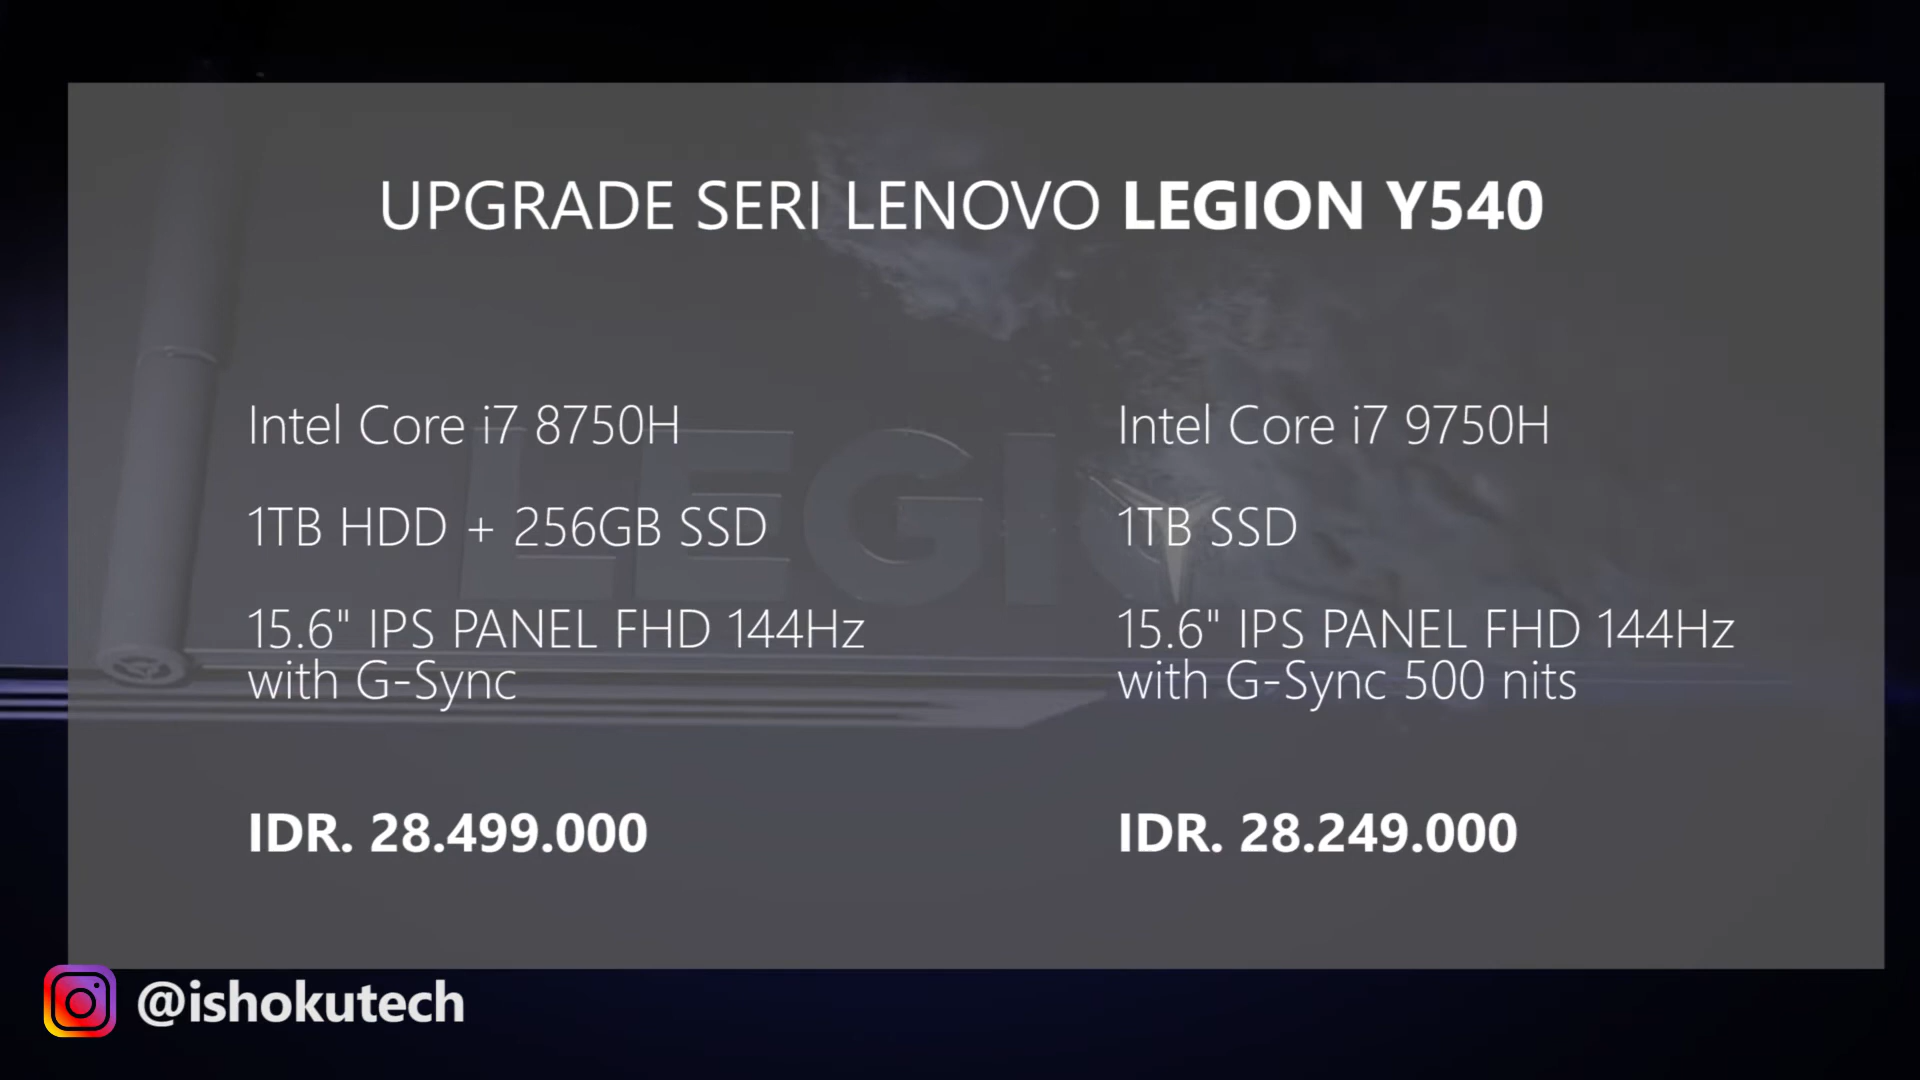 UPGRADE SERI LENOVO LEGION Y540
Intel Core i7 8750H
1TB HDD + 256GB SSD
15.6" IPS PANEL FHD 144Hz
with G-Sync
IDR. 28.499.000
Intel Core i7 9750H
1TB SSD
15.6" IPS PANEL FHD 144Hz
with G-Sync 500 nits
IDR. 28.249.000
LEGIO
@ishokutech